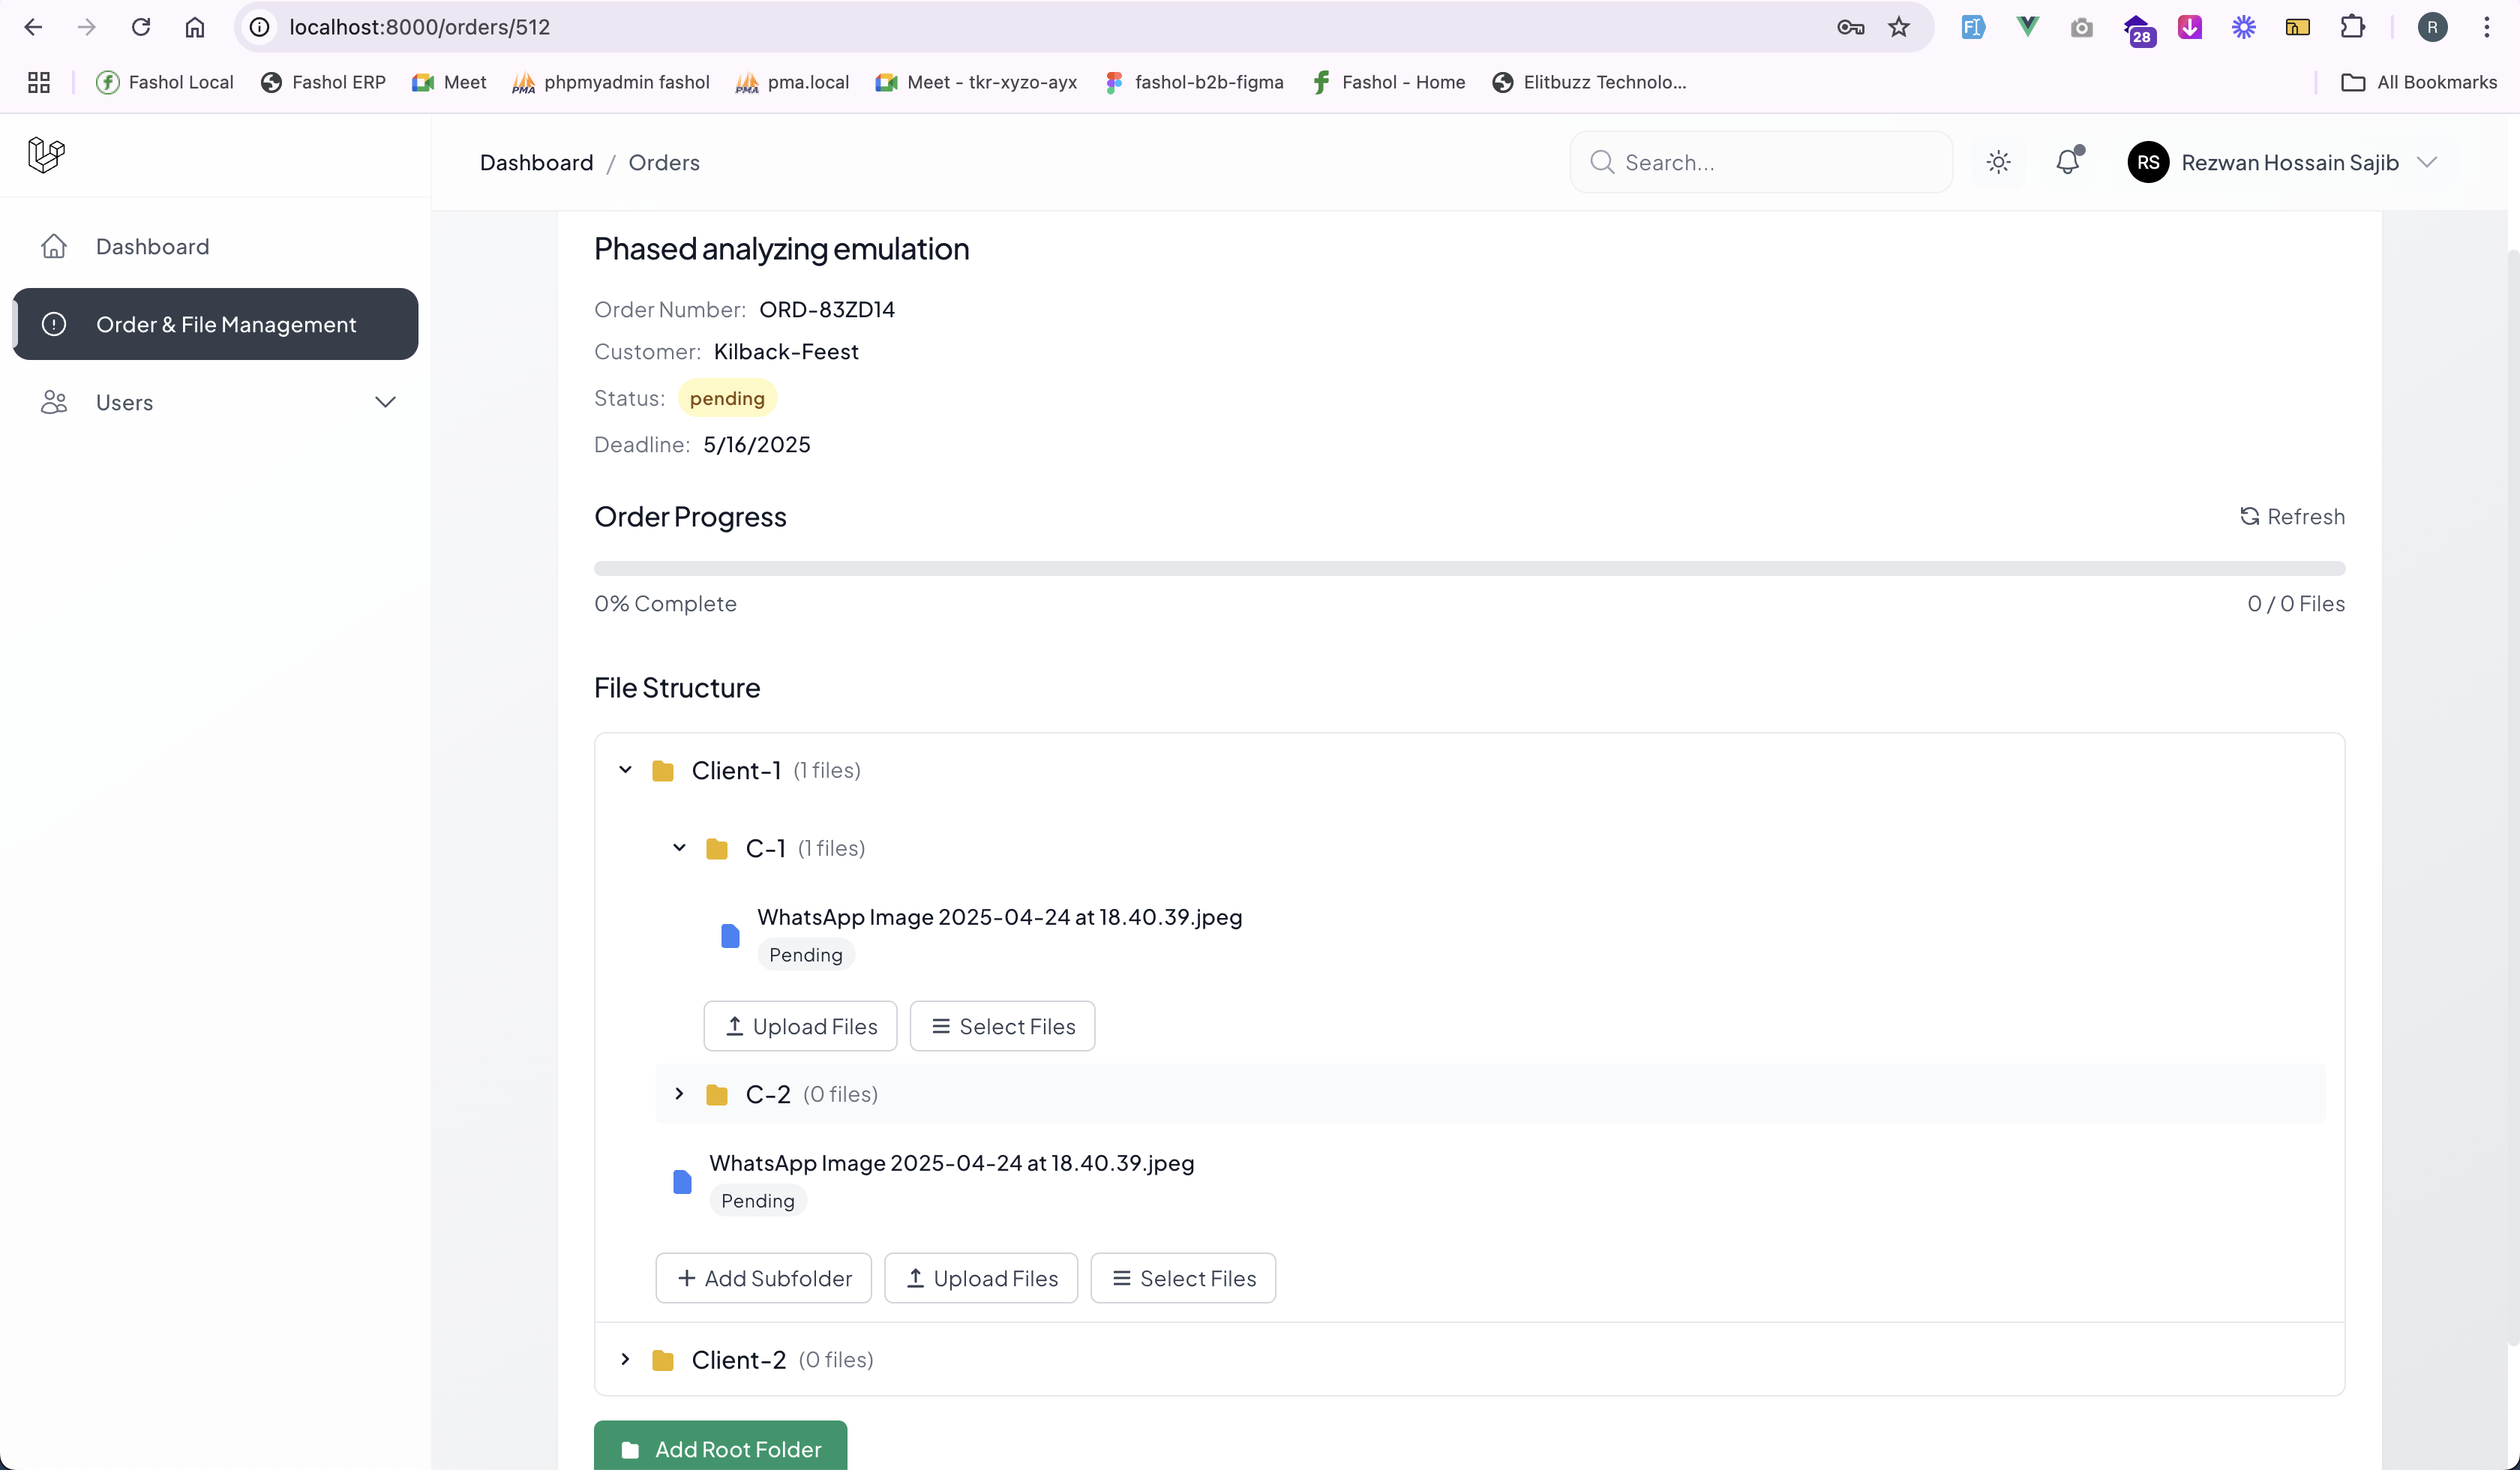 localhost:8000/orders/512
28
R
Fashol Local
Fashol ERP
Meet
PMA phpmyadmin fashol
PMA pma.local
Meet - tkr-xyzo-ayx
fashol-b2b-figma
Fashol - Home
Elitbuzz Technolo...
All Bookmarks
Dashboard / Orders
Search...
RS Rezwan Hossain Sajib
Dashboard
Order & File Management
Users
Phased analyzing emulation
Order Number: ORD-83ZD14
Customer: Kilback-Feest
Status: pending
Deadline: 5/16/2025
Order Progress
Refresh
0% Complete
0 / 0 Files
File Structure
Client-1 (1 files)
C-1 (1 files)
WhatsApp Image 2025-04-24 at 18.40.39.jpeg
Pending
Upload Files
Select Files
C-2 (0 files)
WhatsApp Image 2025-04-24 at 18.40.39.jpeg
Pending
+ Add Subfolder
Upload Files
Select Files
Client-2 (0 files)
Add Root Folder